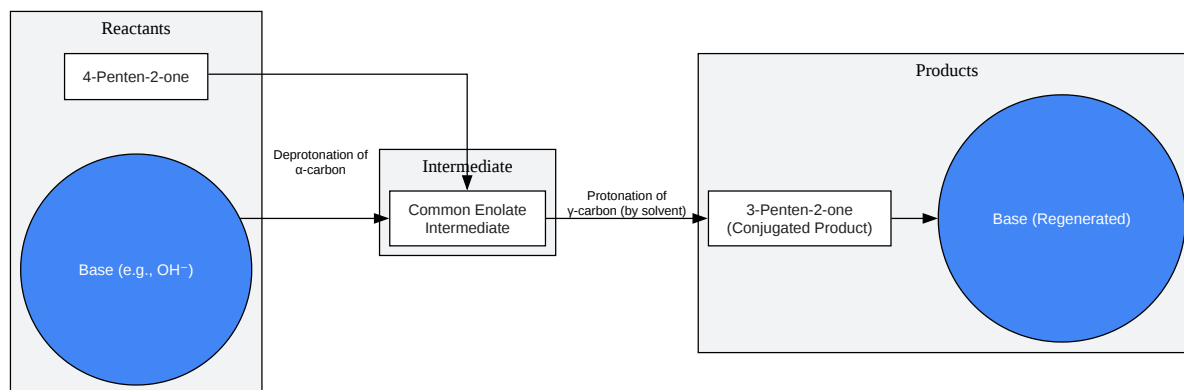 Reactants
4-Penten-2-one
Base (e.g., OH⁻)
Deprotonation of
α-carbon
Intermediate
Common Enolate
Intermediate
Protonation of
γ-carbon (by solvent)
Products
3-Penten-2-one
(Conjugated Product)
Base (Regenerated)